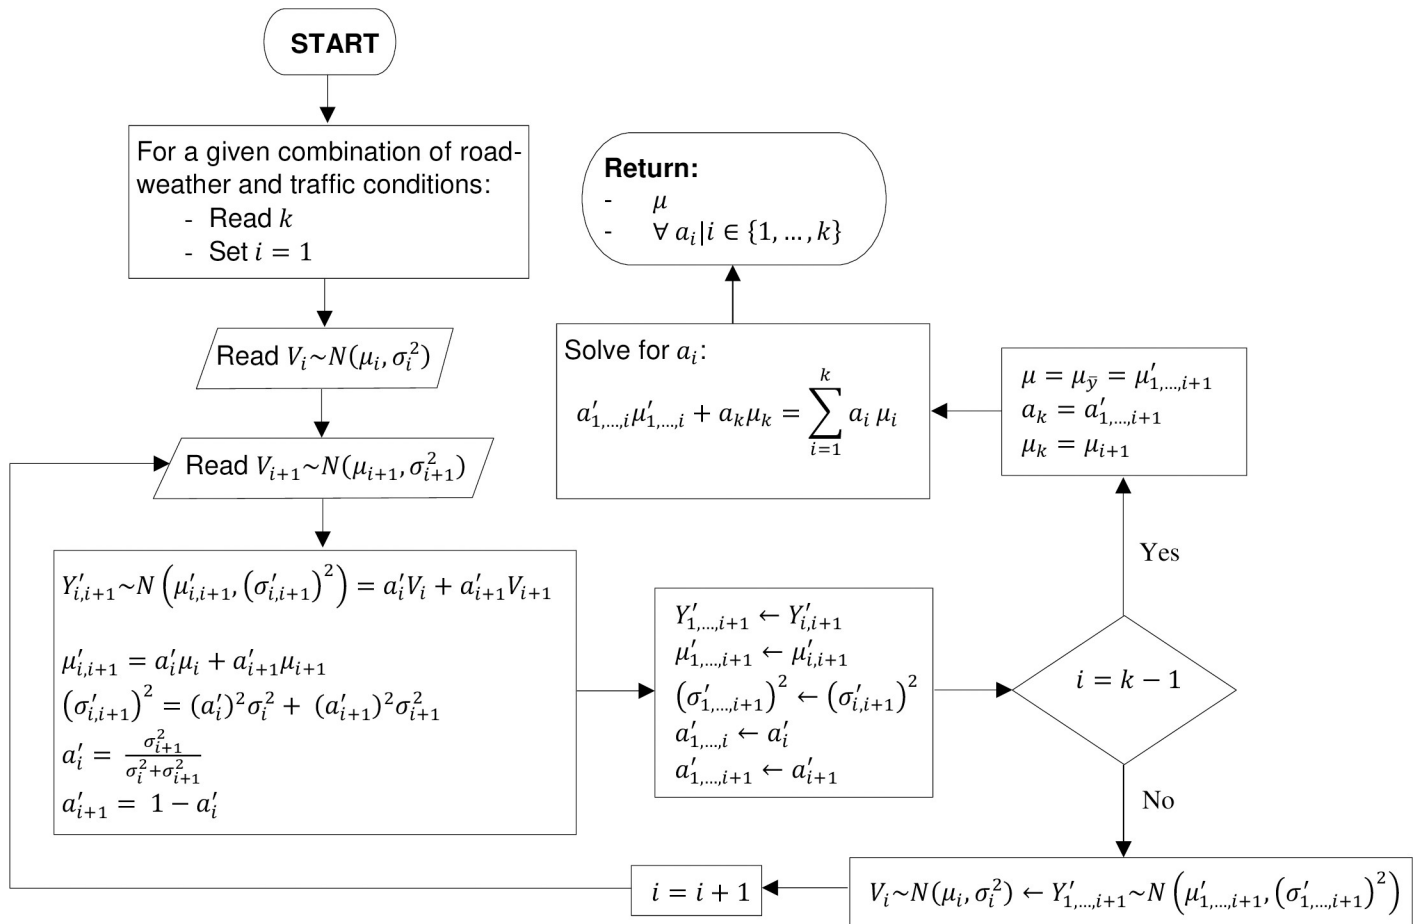 START
For a given combination of road-
weather and traffic conditions:
- Read k
- Set i = 1
Read V_i~N(μ_i, σ_i^2)
Read V_{i+1}~N(μ_{i+1}, σ_{i+1}^2)
Y′_{i,i+1}~N (μ′_{i,i+1}, (σ′_{i,i+1})^2) = a′_i V_i + a′_{i+1} V_{i+1}
μ′_{i,i+1} = a′_i μ_i + a′_{i+1} μ_{i+1}
(σ′_{i,i+1})^2 = (a′_i)^2 σ_i^2 + (a′_{i+1})^2 σ_{i+1}^2
a′_i = σ_{i+1}^2 / (σ_i^2+σ_{i+1}^2)
a′_{i+1} = 1 − a′_i
Y′_{1,…,i+1} ← Y′_{i,i+1}
μ′_{1,…,i+1} ← μ′_{i,i+1}
(σ′_{1,…,i+1})^2 ← (σ′_{i,i+1})^2
a′_{1,…,i} ← a′_i
a′_{1,…,i+1} ← a′_{i+1}
i = k − 1
No
V_i~N(μ_i, σ_i^2) ← Y′_{1,…,i+1}~N (μ′_{1,…,i+1}, (σ′_{1,…,i+1})^2)
i = i + 1
Yes
μ = μ_ȳ = μ′_{1,…,i+1}
a_k = a′_{1,…,i+1}
μ_k = μ_{i+1}
Solve for a_i:
a′_{1,…,i} μ′_{1,…,i} + a_k μ_k = ∑_{i=1}^{k} a_i μ_i
Return:
- μ
- ∀ a_i|i ∈ {1, … , k}